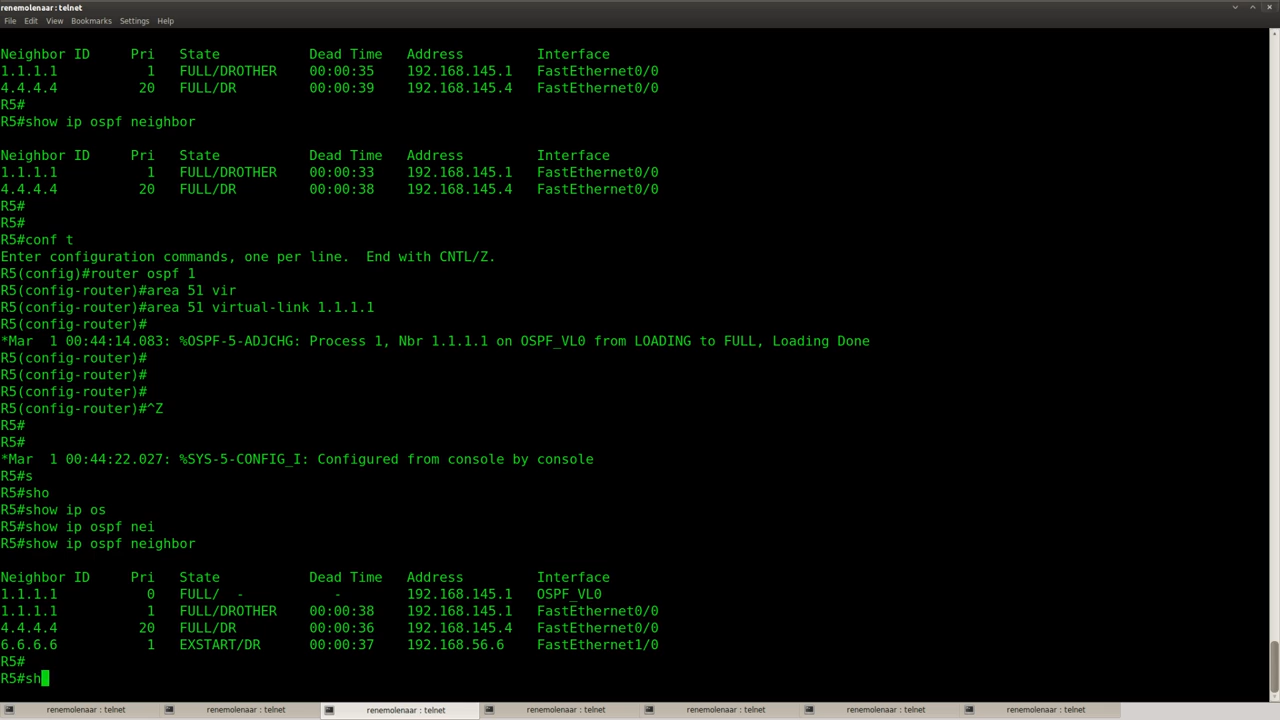 renemolenaar : telnet
File Edit View Bookmarks Settings Help
Neighbor ID     Pri   State           Dead Time   Address         Interface
1.1.1.1           1   FULL/DROTHER    00:00:35    192.168.145.1   FastEthernet0/0
4.4.4.4          20   FULL/DR         00:00:39    192.168.145.4   FastEthernet0/0
R5#
R5#show ip ospf neighbor
Neighbor ID     Pri   State           Dead Time   Address         Interface
1.1.1.1           1   FULL/DROTHER    00:00:33    192.168.145.1   FastEthernet0/0
4.4.4.4          20   FULL/DR         00:00:38    192.168.145.4   FastEthernet0/0
R5#
R5#
R5#conf t
Enter configuration commands, one per line.  End with CNTL/Z.
R5(config)#router ospf 1
R5(config-router)#area 51 vir
R5(config-router)#area 51 virtual-link 1.1.1.1
R5(config-router)#
*Mar  1 00:44:14.083: %OSPF-5-ADJCHG: Process 1, Nbr 1.1.1.1 on OSPF_VL0 from LOADING to FULL, Loading Done
R5(config-router)#
R5(config-router)#
R5(config-router)#
R5(config-router)#^Z
R5#
R5#
*Mar  1 00:44:22.027: %SYS-5-CONFIG_I: Configured from console by console
R5#s
R5#sho
R5#show ip os
R5#show ip ospf nei
R5#show ip ospf neighbor
Neighbor ID     Pri   State           Dead Time   Address         Interface
1.1.1.1           0   FULL/  -           -        192.168.145.1   OSPF_VL0
1.1.1.1           1   FULL/DROTHER    00:00:38    192.168.145.1   FastEthernet0/0
4.4.4.4          20   FULL/DR         00:00:36    192.168.145.4   FastEthernet0/0
6.6.6.6           1   EXSTART/DR      00:00:37    192.168.56.6    FastEthernet1/0
R5#
R5#sh
renemolenaar : telnet renemolenaar : telnet renemolenaar : telnet renemolenaar : telnet renemolenaar : telnet renemolenaar : telnet renemolenaar : telnet